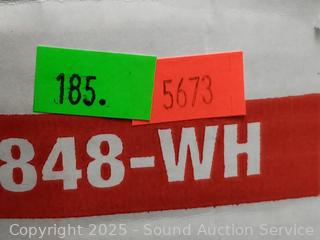 185.
5673
848-WH
Copyright 2025 - Sound Auction Service